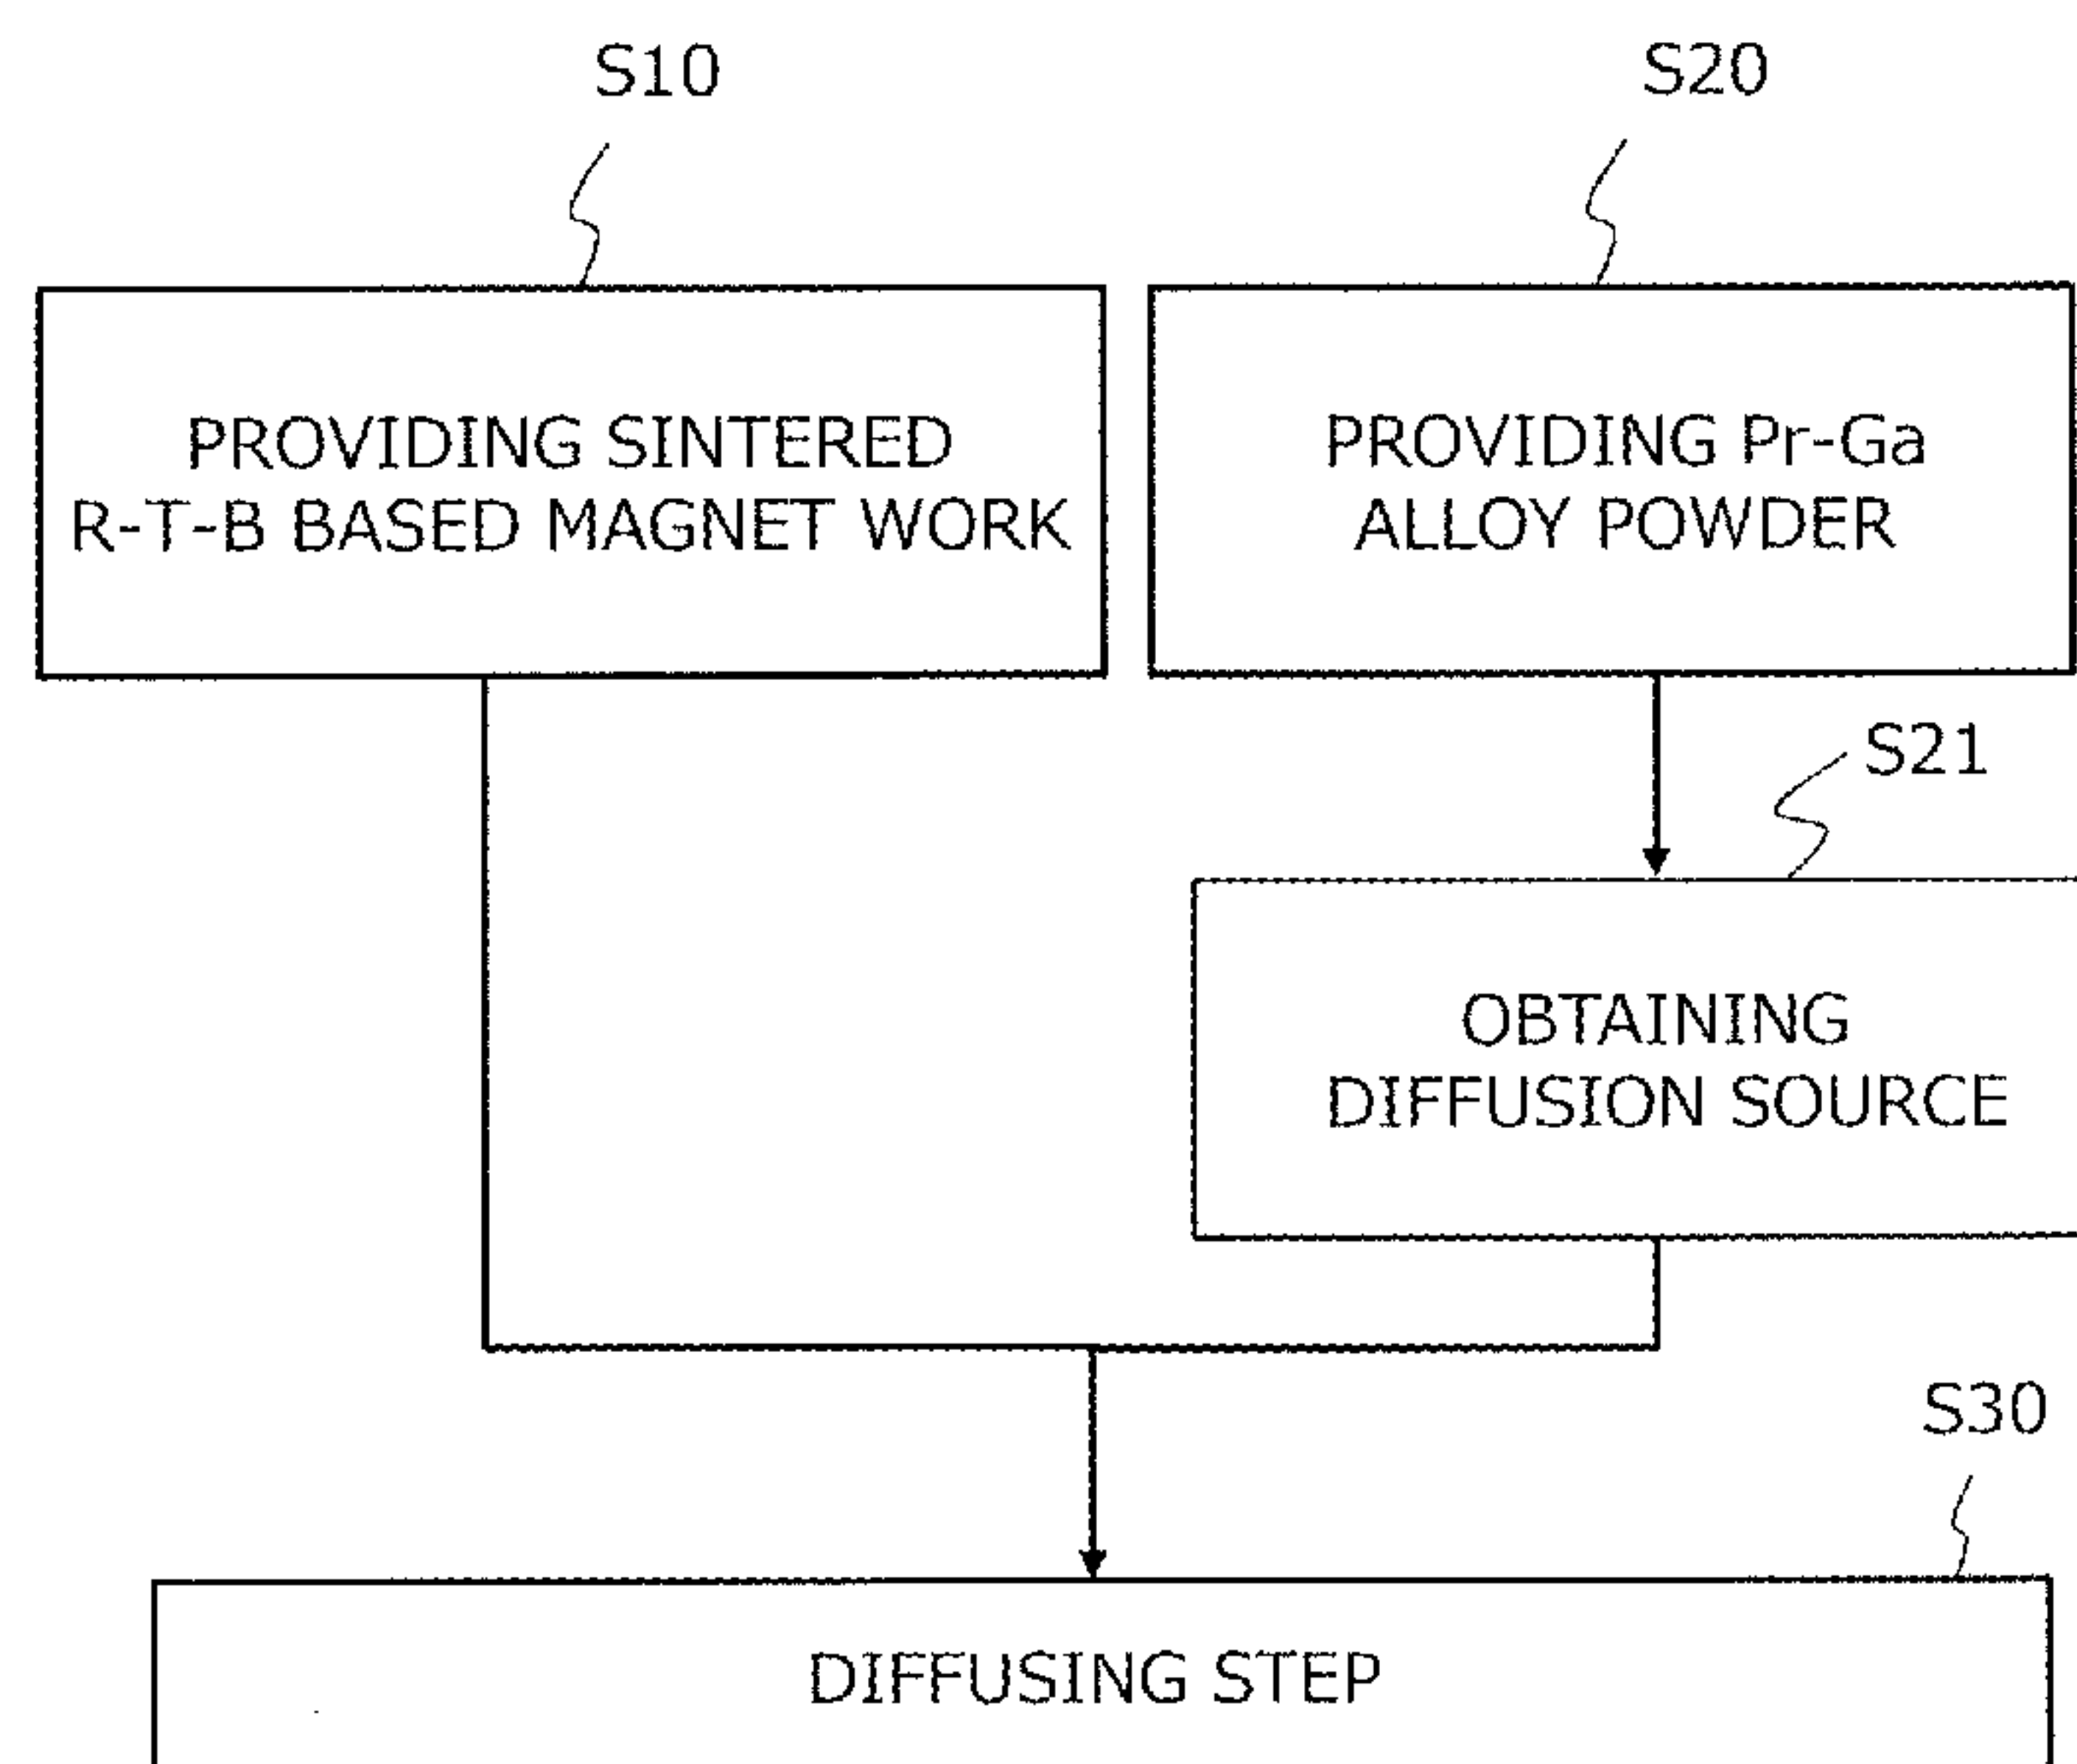 S10
S20
PROVIDING SINTERED
R-T-B BASED MAGNET WORK
PROVIDING Pr-Ga
ALLOY POWDER
S21
OBTAINING
DIFFUSION SOURCE
S30
DIFFUSING STEP